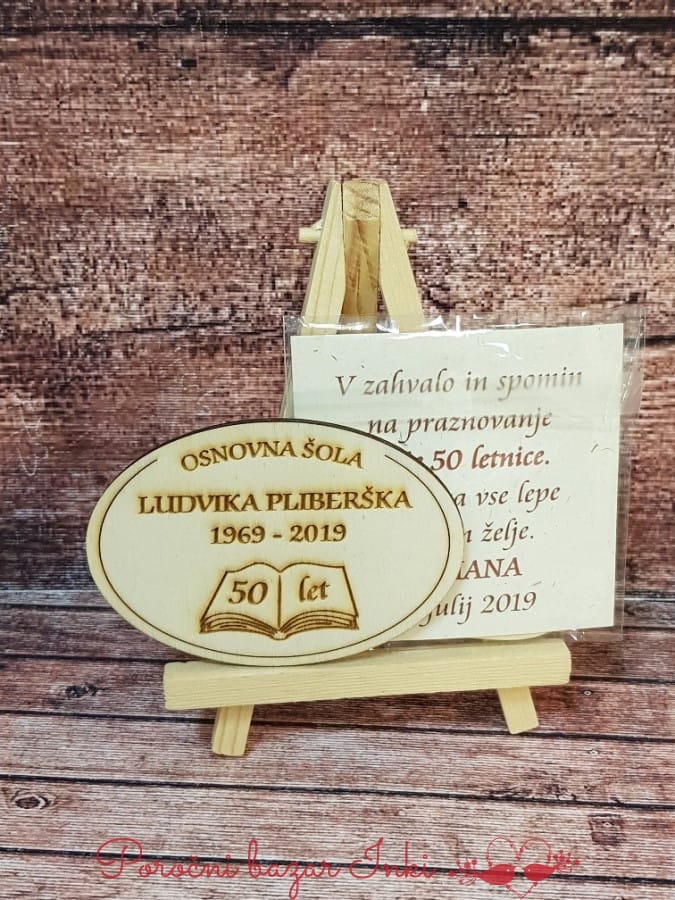 OSNOVNA ŠOLA
LUDVIKA PLIBERŠKA
1969 - 2019
50 let
V zahvalo in spomin
na praznovanje
50 letnice.
vse lepe
želje.
julij 2019
Poročni bazar Inki